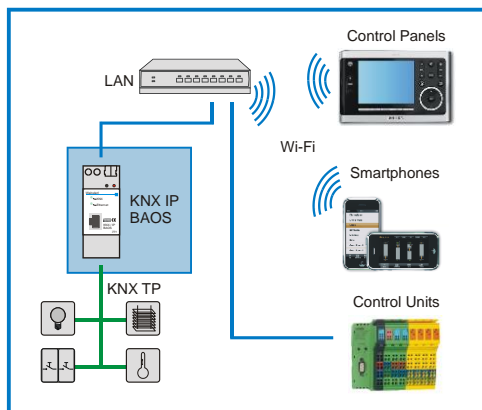 Control Panels
LAN
Wi-Fi
Smartphones
KNX IP
BAOS
KNX TP
Control Units